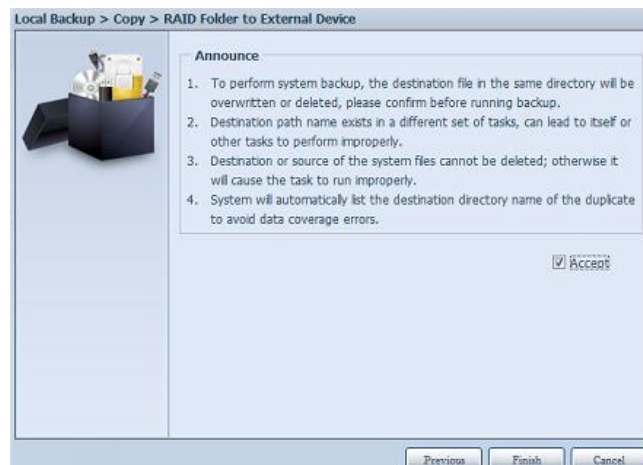 Local Backup > Copy > RAID Folder to External Device
Announce
1. To perform system backup, the destination file in the same directory will be
overwritten or deleted, please confirm before running backup.
2. Destination path name exists in a different set of tasks, can lead to itself or
other tasks to perform improperly.
3. Destination or source of the system files cannot be deleted; otherwise it
will cause the task to run improperly.
4. System will automatically list the destination directory name of the duplicate
to avoid data coverage errors.
Accept
Previous Finish Cancel